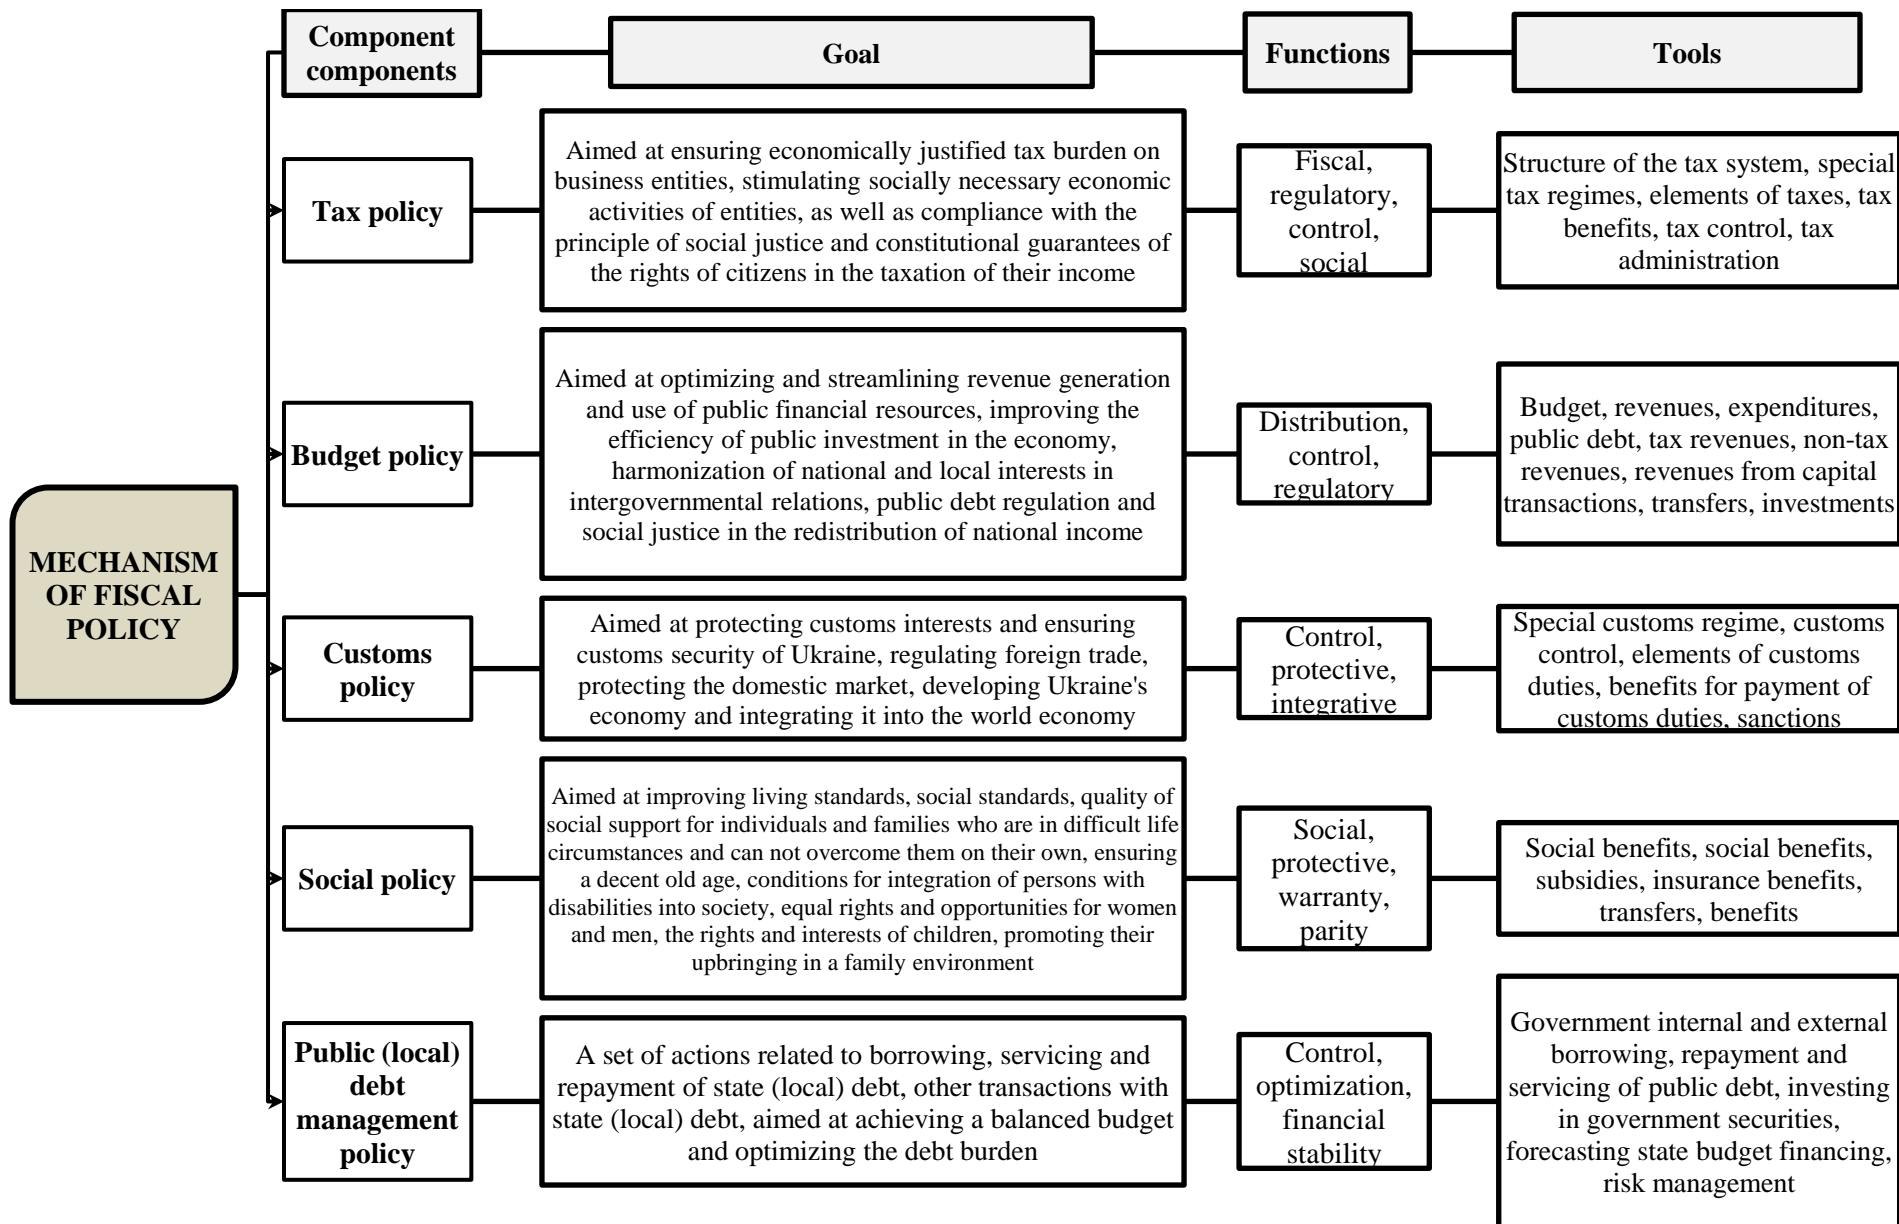 Component
components
Goal
Functions
Tools
MECHANISM
OF FISCAL
POLICY
Tax policy
Aimed at ensuring economically justified tax burden on
business entities, stimulating socially necessary economic
activities of entities, as well as compliance with the
principle of social justice and constitutional guarantees of
the rights of citizens in the taxation of their income
Fiscal,
regulatory,
control,
social
Structure of the tax system, special
tax regimes, elements of taxes, tax
benefits, tax control, tax
administration
Budget policy
Aimed at optimizing and streamlining revenue generation
and use of public financial resources, improving the
efficiency of public investment in the economy,
harmonization of national and local interests in
intergovernmental relations, public debt regulation and
social justice in the redistribution of national income
Distribution,
control,
regulatory
Budget, revenues, expenditures,
public debt, tax revenues, non-tax
revenues, revenues from capital
transactions, transfers, investments
Customs
policy
Aimed at protecting customs interests and ensuring
customs security of Ukraine, regulating foreign trade,
protecting the domestic market, developing Ukraine's
economy and integrating it into the world economy
Control,
protective,
integrative
Special customs regime, customs
control, elements of customs
duties, benefits for payment of
customs duties, sanctions
Social policy
Aimed at improving living standards, social standards, quality of
social support for individuals and families who are in difficult life
circumstances and can not overcome them on their own, ensuring
a decent old age, conditions for integration of persons with
disabilities into society, equal rights and opportunities for women
and men, the rights and interests of children, promoting their
upbringing in a family environment
Social,
protective,
warranty,
parity
Social benefits, social benefits,
subsidies, insurance benefits,
transfers, benefits
Public (local)
debt
management
policy
A set of actions related to borrowing, servicing and
repayment of state (local) debt, other transactions with
state (local) debt, aimed at achieving a balanced budget
and optimizing the debt burden
Control,
optimization,
financial
stability
Government internal and external
borrowing, repayment and
servicing of public debt, investing
in government securities,
forecasting state budget financing,
risk management